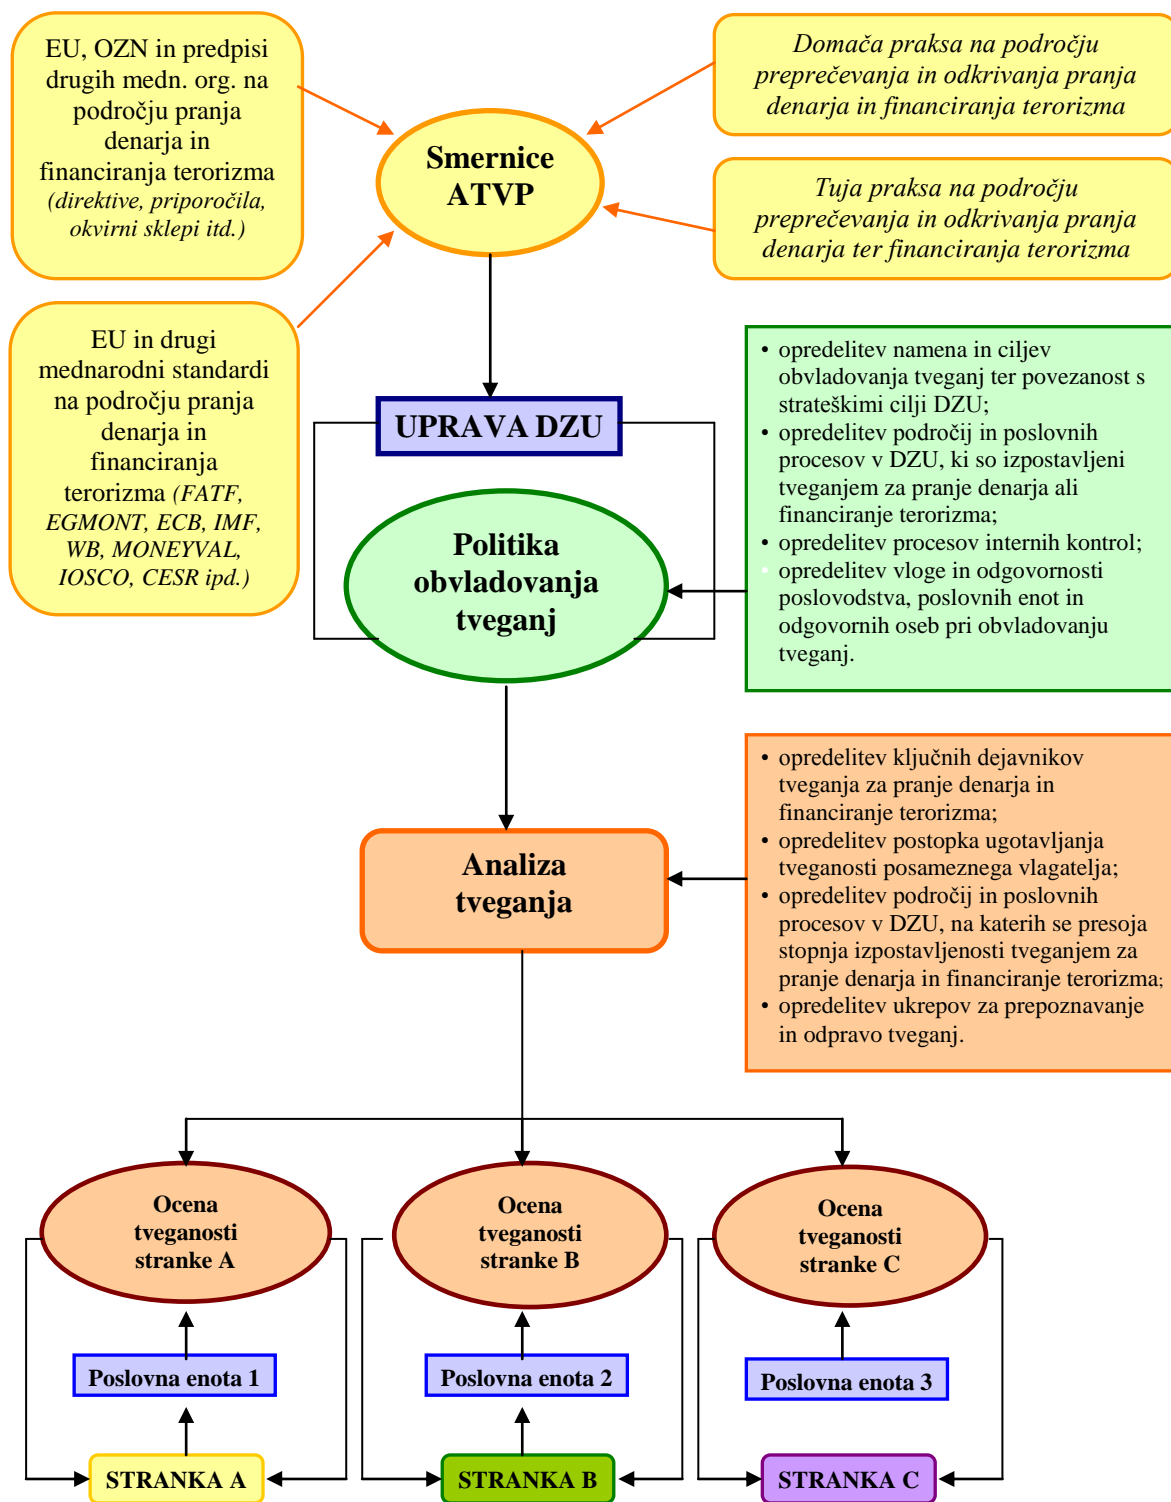 EU, OZN in predpisi
drugih medn. org. na
področju pranja
denarja in
financiranja terorizma
(direktive, priporočila,
okvirni sklepi itd.)
Domača praksa na področju
preprečevanja in odkrivanja pranja
denarja in financiranja terorizma
Smernice
ATVP
Tuja praksa na področju
preprečevanja in odkrivanja pranja
denarja ter financiranja terorizma
EU in drugi
mednarodni standardi
na področju pranja
denarja in
financiranja
terorizma (FATF,
EGMONT, ECB, IMF,
WB, MONEYVAL,
IOSCO, CESR ipd.)
UPRAVA DZU
Politika
obvladovanja
tveganj
• opredelitev namena in ciljev
obvladovanja tveganj ter povezanost s
strateškimi cilji DZU;
• opredelitev področij in poslovnih
procesov v DZU, ki so izpostavljeni
tveganjem za pranje denarja ali
financiranje terorizma;
• opredelitev procesov internih kontrol;
• opredelitev vloge in odgovornosti
poslovodstva, poslovnih enot in
odgovornih oseb pri obvladovanju
tveganj.
Analiza
tveganja
• opredelitev ključnih dejavnikov
tveganja za pranje denarja in
financiranje terorizma;
• opredelitev postopka ugotavljanja
tveganosti posameznega vlagatelja;
• opredelitev področij in poslovnih
procesov v DZU, na katerih se presoja
stopnja izpostavljenosti tveganjem za
pranje denarja in financiranje terorizma;
• opredelitev ukrepov za prepoznavanje
in odpravo tveganj.
Ocena
tveganosti
stranke A
Ocena
tveganosti
stranke B
Ocena
tveganosti
stranke C
Poslovna enota 1
Poslovna enota 2
Poslovna enota 3
STRANKA A
STRANKA B
STRANKA C